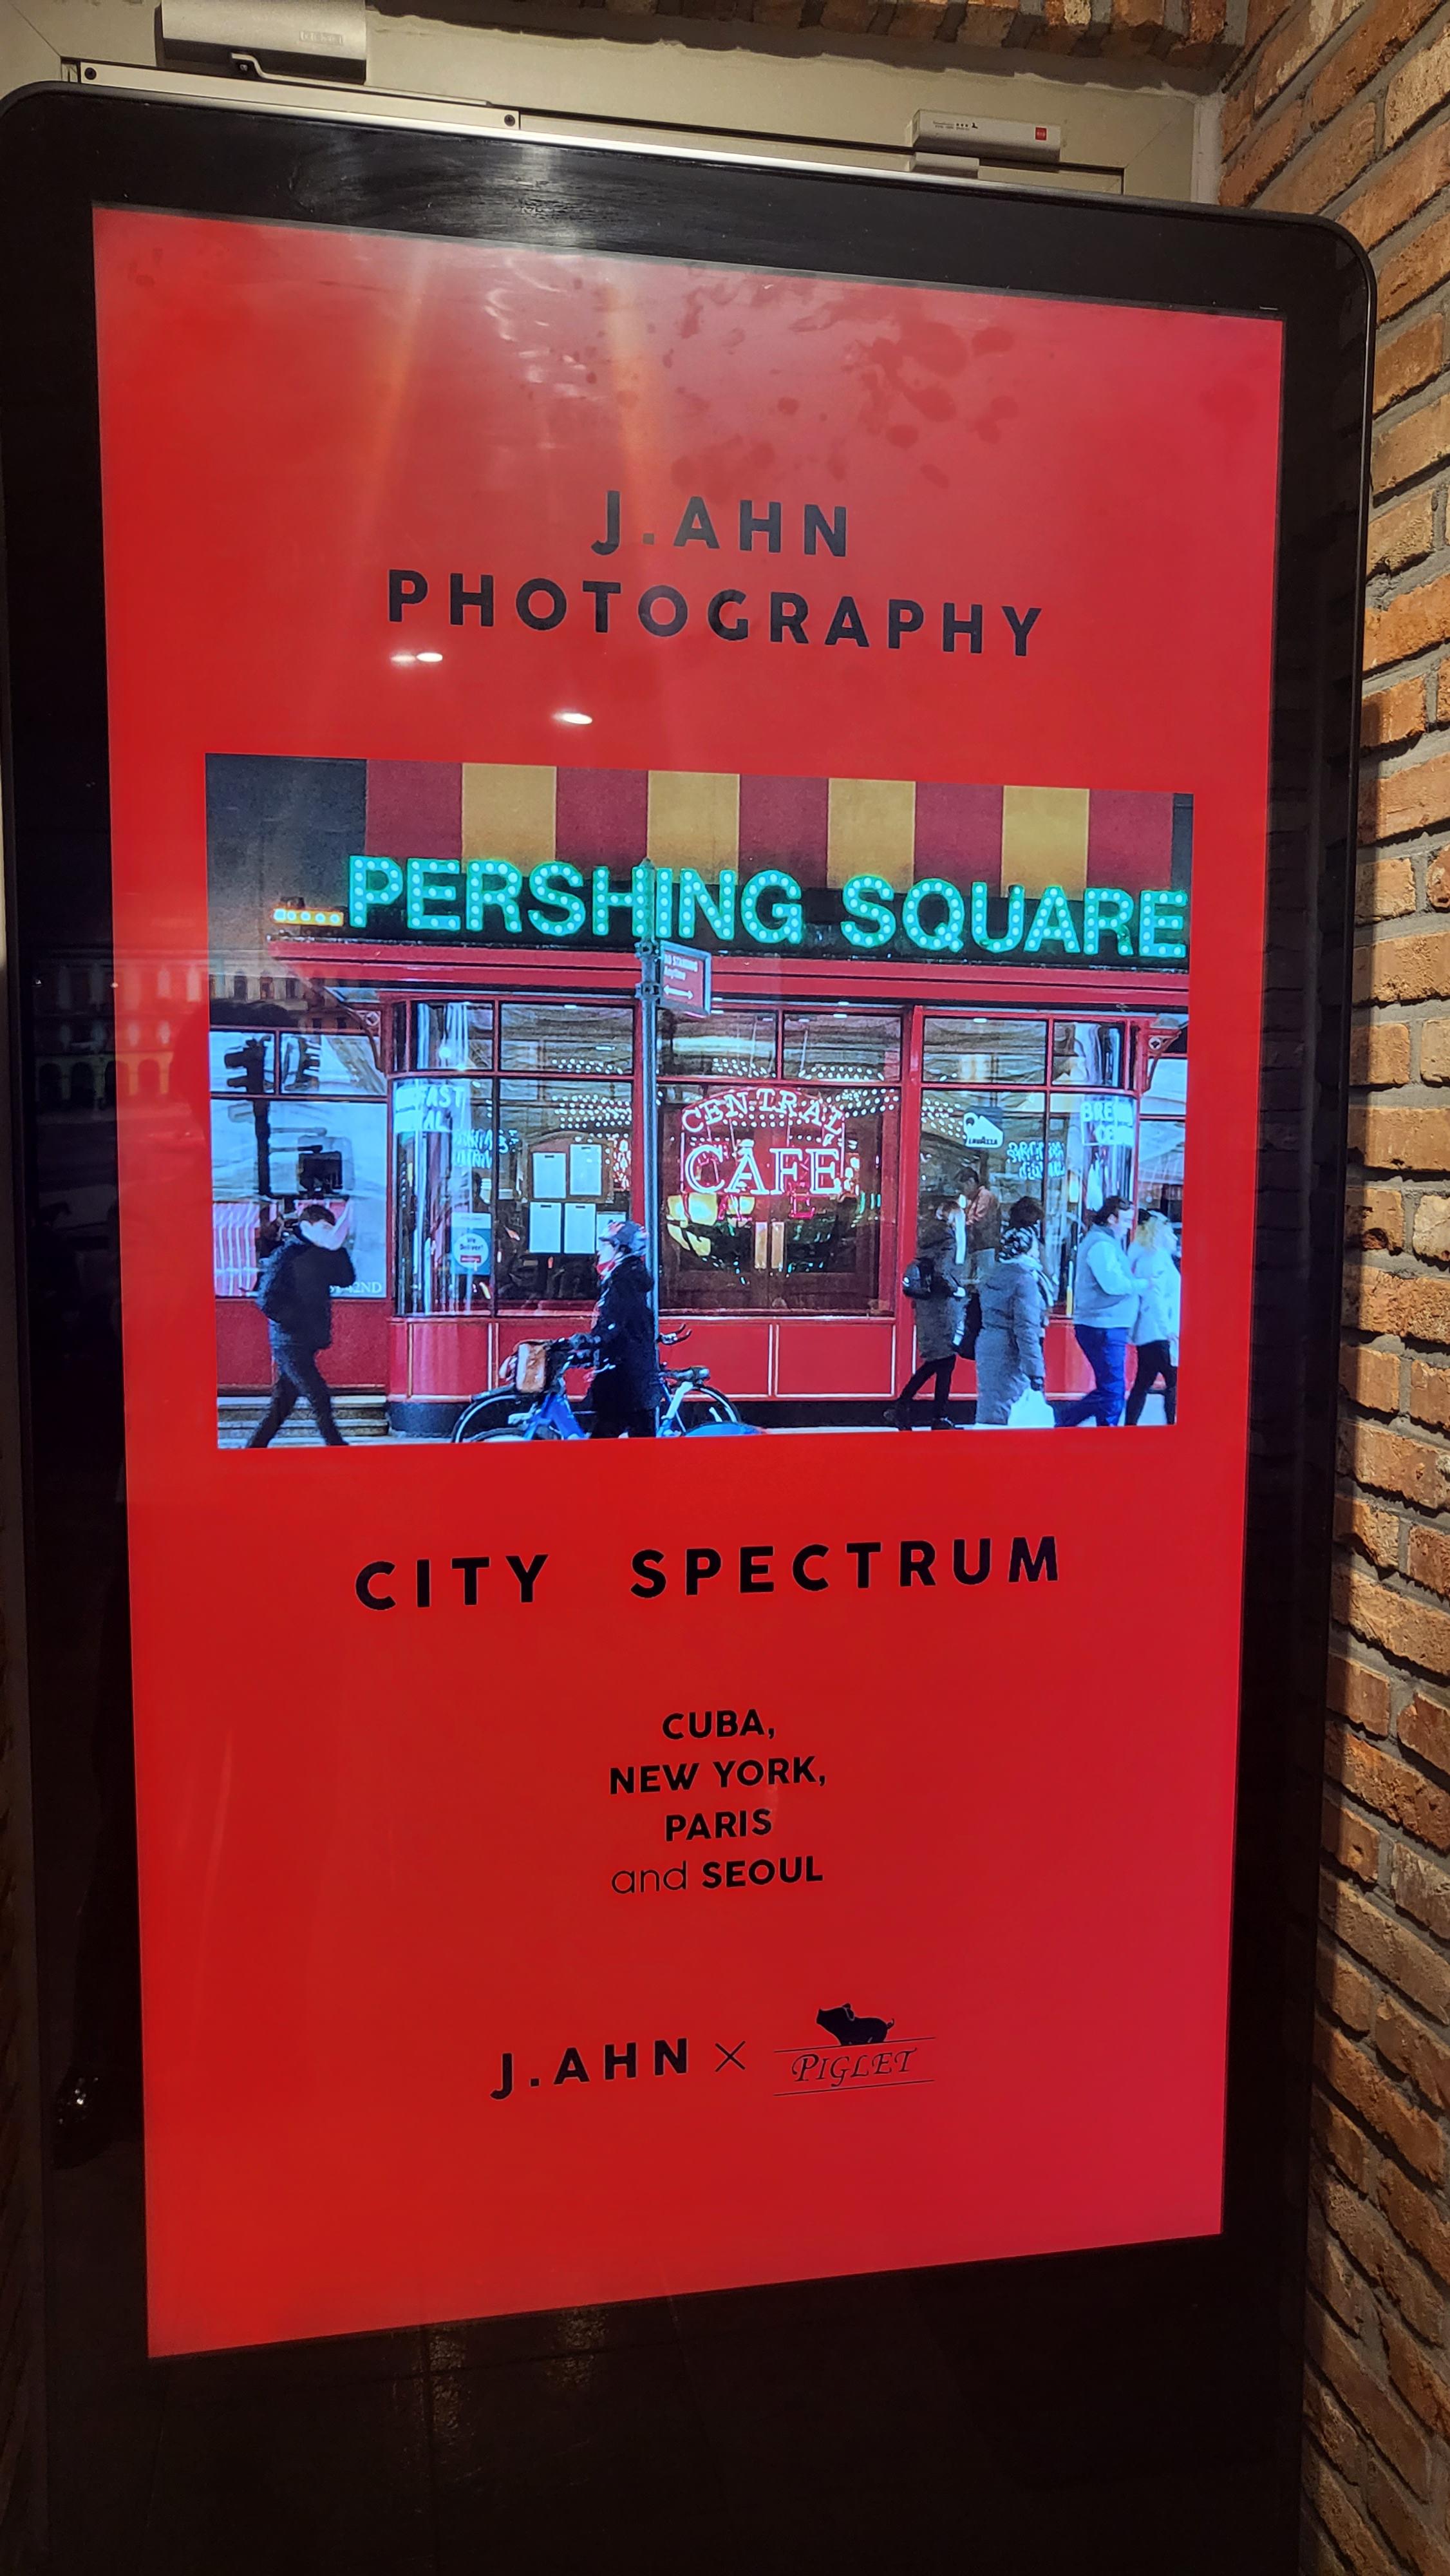 J.AHN
PHOTOGRAPHY
PERSHING SQUARE
CENTRAL
CAFE
CITY SPECTRUM
CUBA,
NEW YORK,
PARIS
and SEOUL
J.AHN × PIGLET